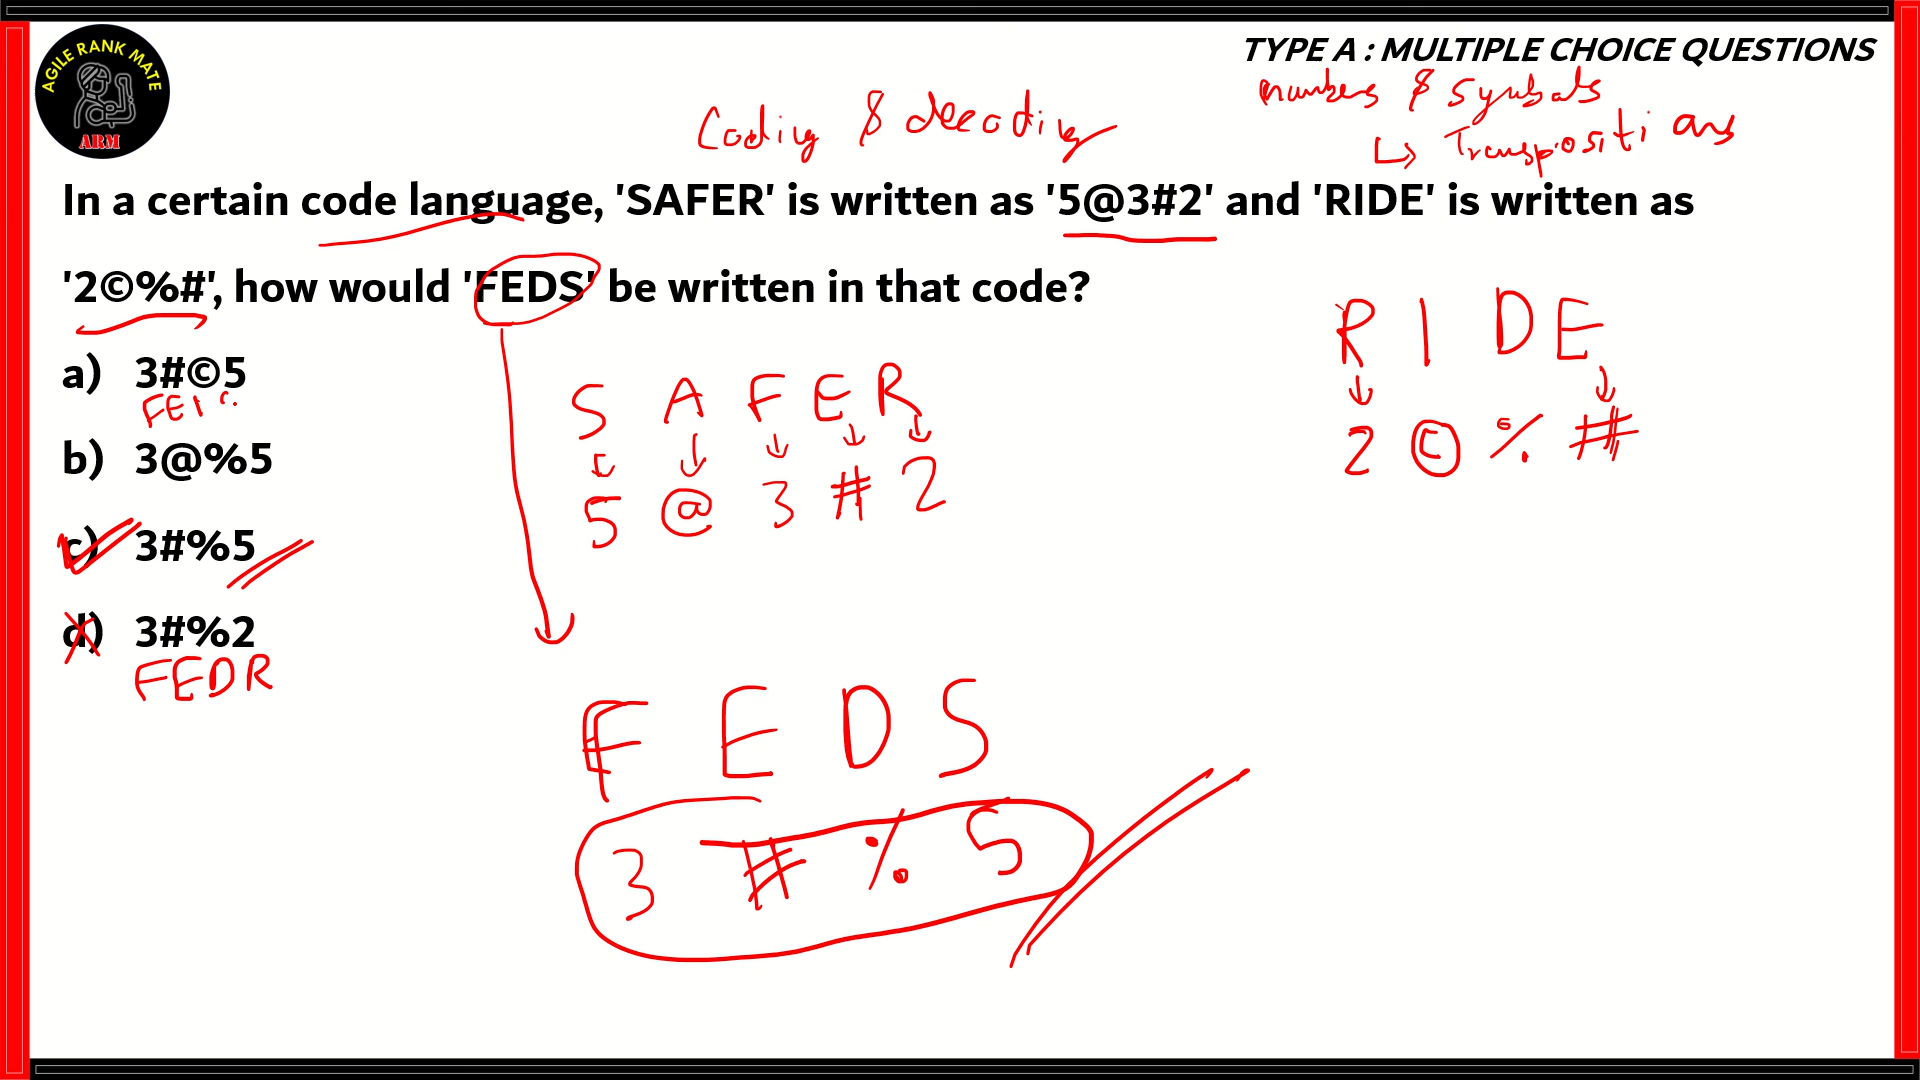 AGILE RANK MATE
ARM
TYPE A : MULTIPLE CHOICE QUESTIONS
numbers & symbols
Coding & decoding
↳ Transpositions
In a certain code language, 'SAFER' is written as '5@3#2' and 'RIDE' is written as
'2©%#', how would 'FEDS' be written in that code?
R I D E
a) 3#©5
FEI
S A F E R
2 © % #
b) 3@%5
5 @ 3 # 2
c) 3#%5
d) 3#%2
FEDR
F E D S
3 # % 5